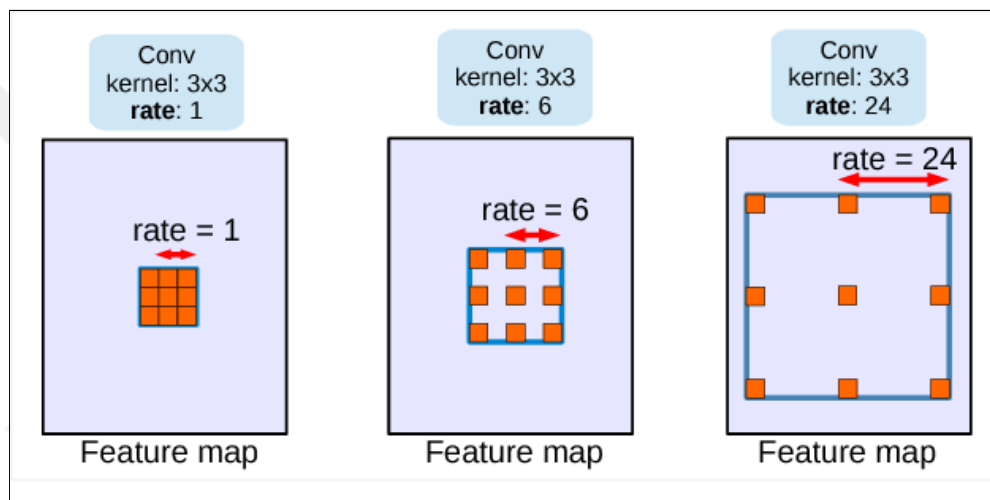 Conv
kernel: 3x3
rate: 1
rate = 1
Feature map
Conv
kernel: 3x3
rate: 6
rate = 6
Feature map
Conv
kernel: 3x3
rate: 24
rate = 24
Feature map